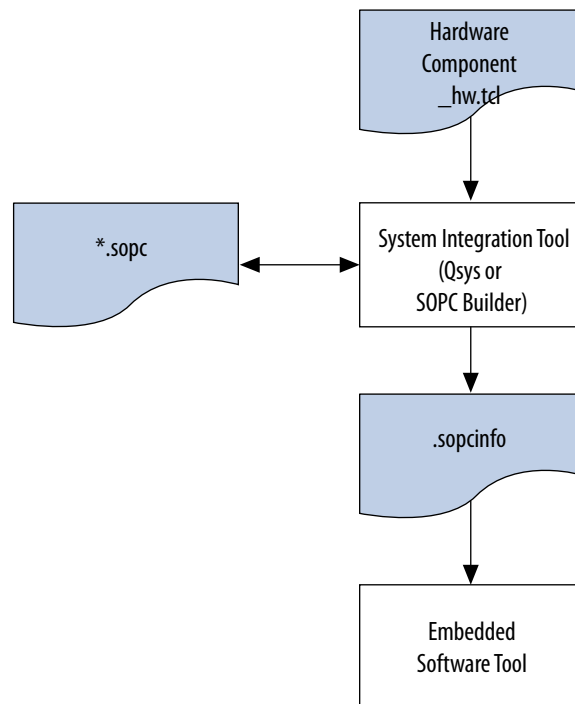 Hardware
Component
_hw.tcl
*.sopc
System Integration Tool
(Qsys or
SOPC Builder)
.sopcinfo
Embedded
Software Tool